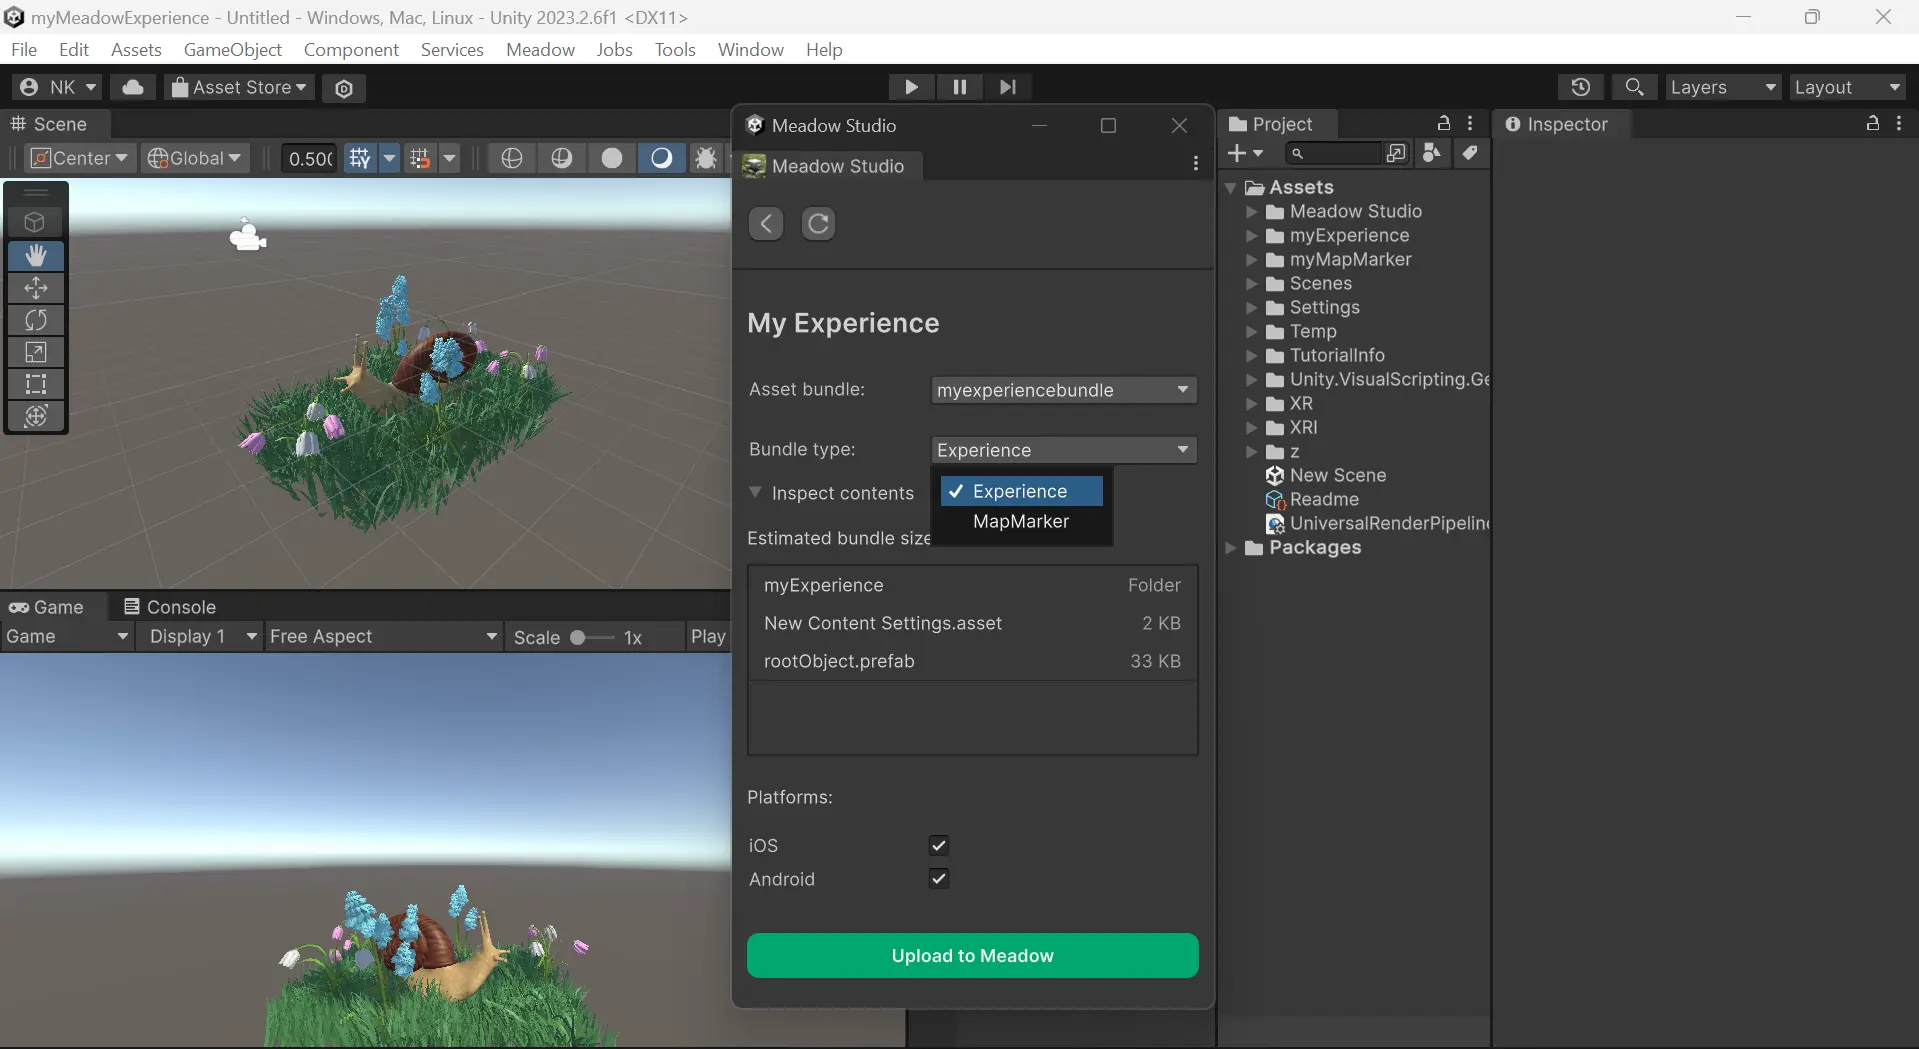 myMeadowExperience - Untitled - Windows, Mac, Linux - Unity 2023.2.6f1 <DX11>
File Edit Assets GameObject Component Services Meadow Jobs Tools Window Help
NK Asset Store Layers Layout
Scene
Center Global 0.500
Meadow Studio
Meadow Studio
My Experience
Asset bundle: myexperiencebundle
Bundle type: Experience
Experience
MapMarker
Inspect contents
Estimated bundle size
myExperience Folder
New Content Settings.asset 2 KB
rootObject.prefab 33 KB
Platforms:
iOS
Android
Upload to Meadow
Game Console
Game Display 1 Free Aspect Scale 1x Play
Project
Assets
Meadow Studio
myExperience
myMapMarker
Scenes
Settings
Temp
TutorialInfo
Unity.VisualScripting.Ge
XR
XRI
z
New Scene
Readme
UniversalRenderPipeline
Packages
Inspector